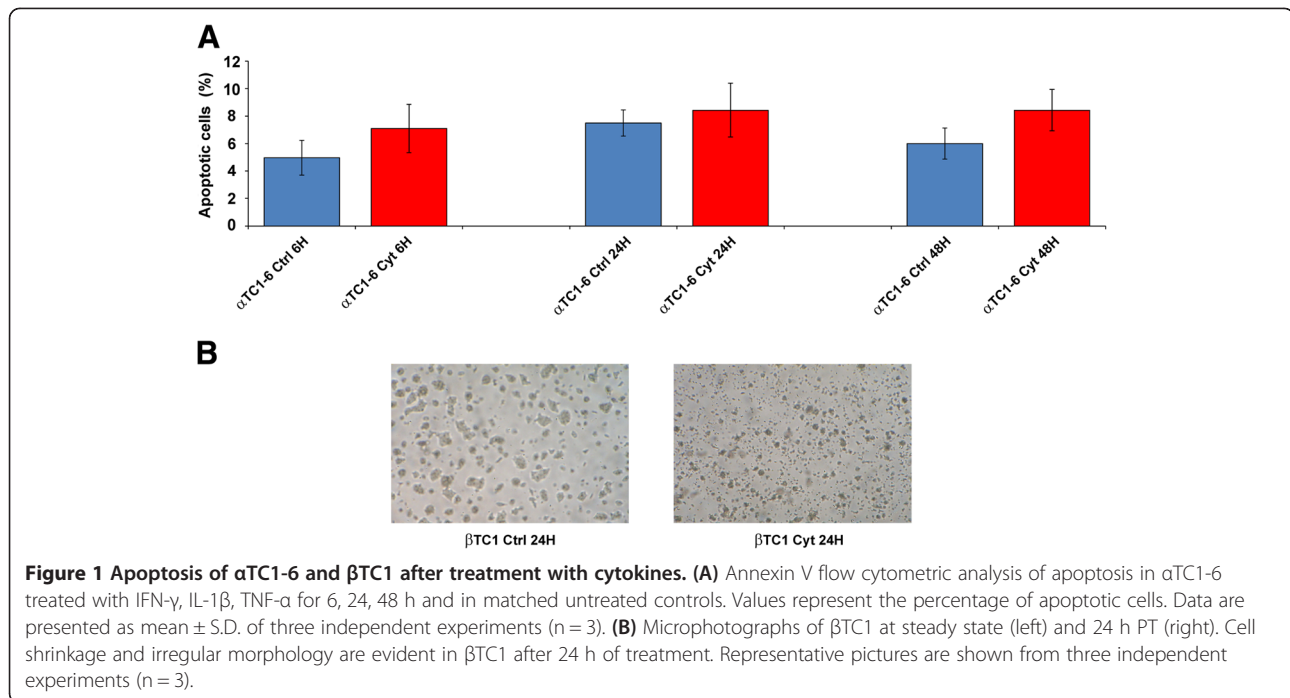 A
Apoptotic cells (%)
12
10
8
6
4
2
0
αTC1-6 Ctrl 6H
αTC1-6 Cyt 6H
αTC1-6 Ctrl 24H
αTC1-6 Cyt 24H
αTC1-6 Ctrl 48H
αTC1-6 Cyt 48H
B
βTC1 Ctrl 24H
βTC1 Cyt 24H
Figure 1 Apoptosis of αTC1-6 and βTC1 after treatment with cytokines. (A) Annexin V flow cytometric analysis of apoptosis in αTC1-6
treated with IFN-γ, IL-1β, TNF-α for 6, 24, 48 h and in matched untreated controls. Values represent the percentage of apoptotic cells. Data are
presented as mean ± S.D. of three independent experiments (n = 3). (B) Microphotographs of βTC1 at steady state (left) and 24 h PT (right). Cell
shrinkage and irregular morphology are evident in βTC1 after 24 h of treatment. Representative pictures are shown from three independent
experiments (n = 3).